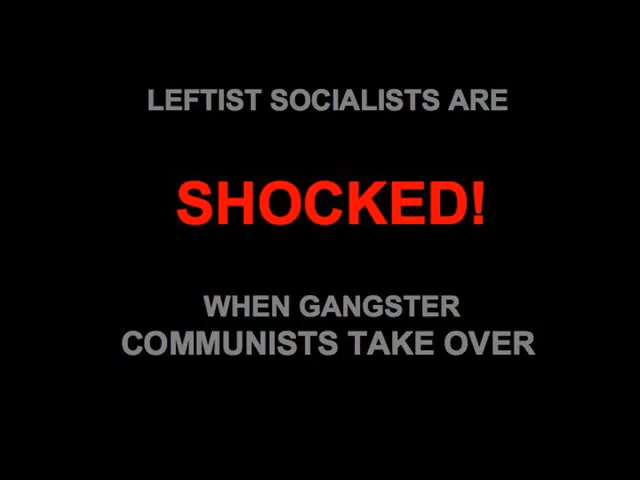 LEFTIST SOCIALISTS ARE
SHOCKED!
WHEN GANGSTER
COMMUNISTS TAKE OVER